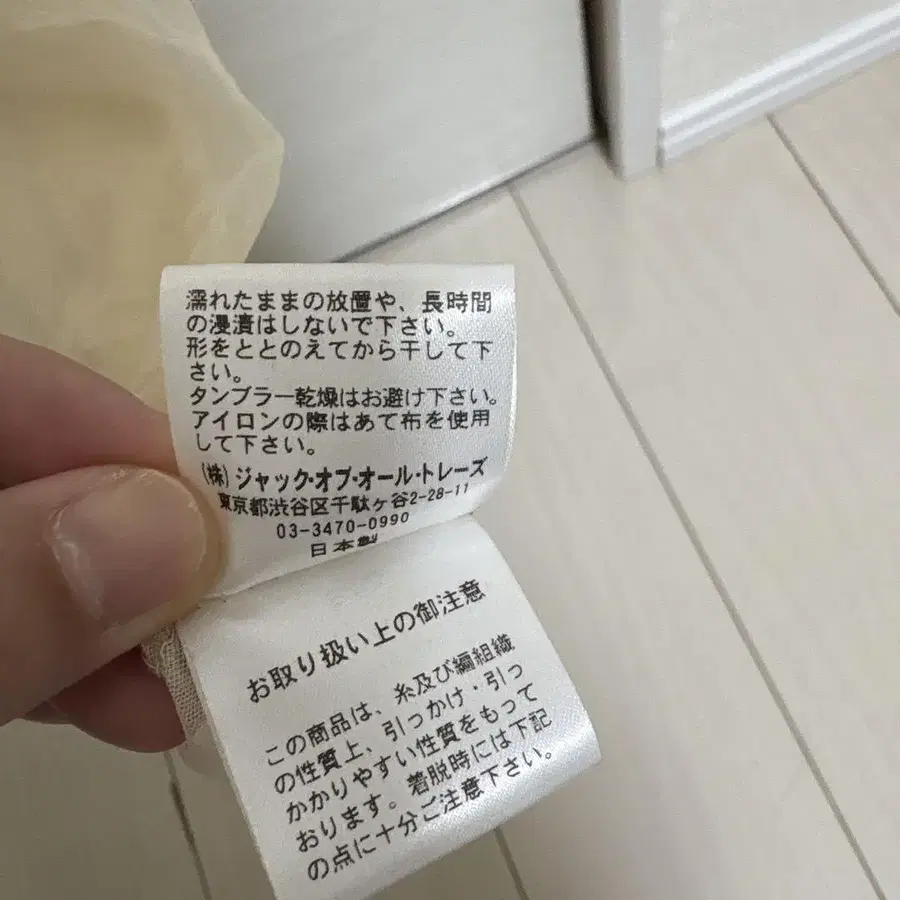 濡れたままの放置や、長時間
の浸漬はしないで下さい。
形をととのえてから干して下
さい。
タンブラー乾燥はお避け下さい。
アイロンの際はあて布を使用
して下さい。
(株)ジャック・オブ・オール・トレーズ
東京都渋谷区千駄ヶ谷2-28-11
03-3470-0990
日本製
お取り扱い上の御注意
この商品は、糸及び編組織
の性質上、引っかけ・引っ
かかりやすい性質をもって
おります。着脱時には下記
の点に十分ご注意下さい。